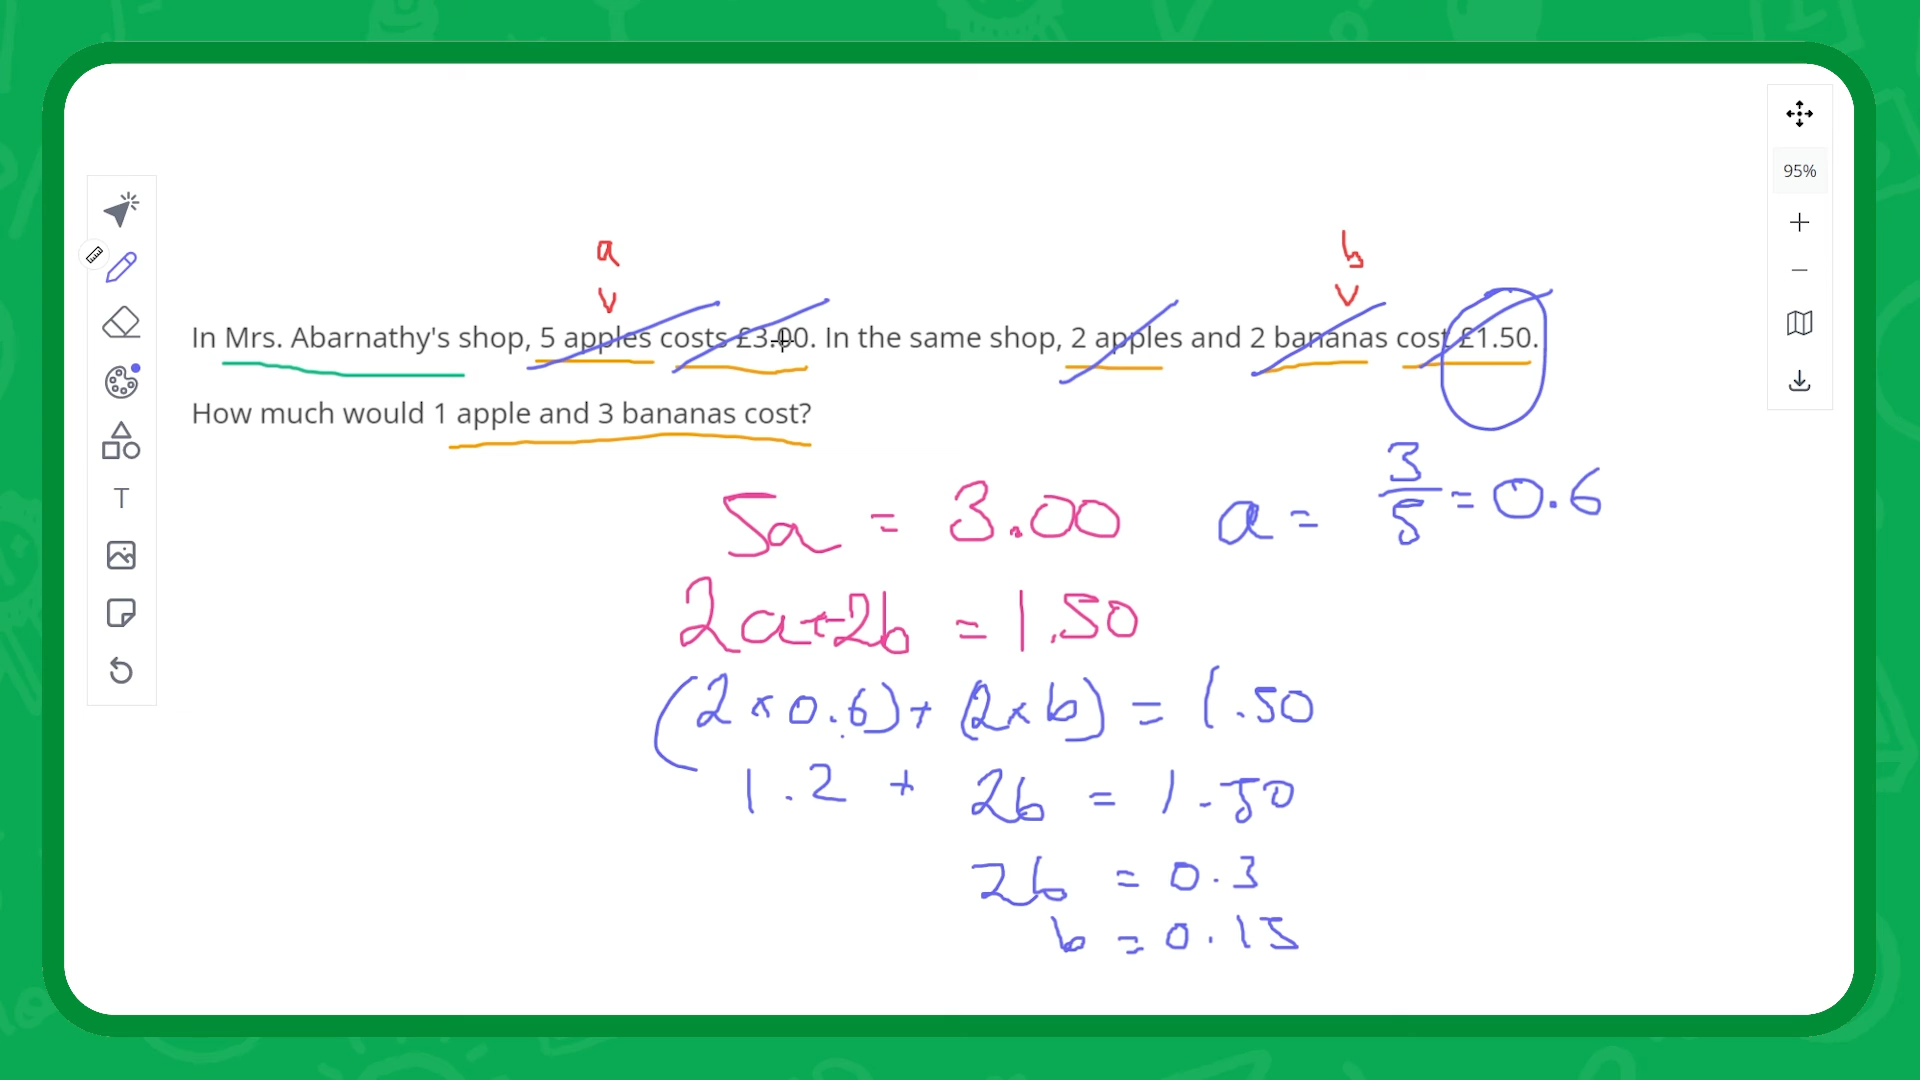 95%
a
b
v
v
In Mrs. Abarnathy's shop, 5 apples costs £3.00. In the same shop, 2 apples and 2 bananas cost £1.50.
How much would 1 apple and 3 bananas cost?
5a = 3.00
a = 3/5 = 0.6
2a+2b = 1.50
(2 × 0.6) + (2 × b) = 1.50
1.2 + 2b = 1.50
2b = 0.3
b = 0.15
T